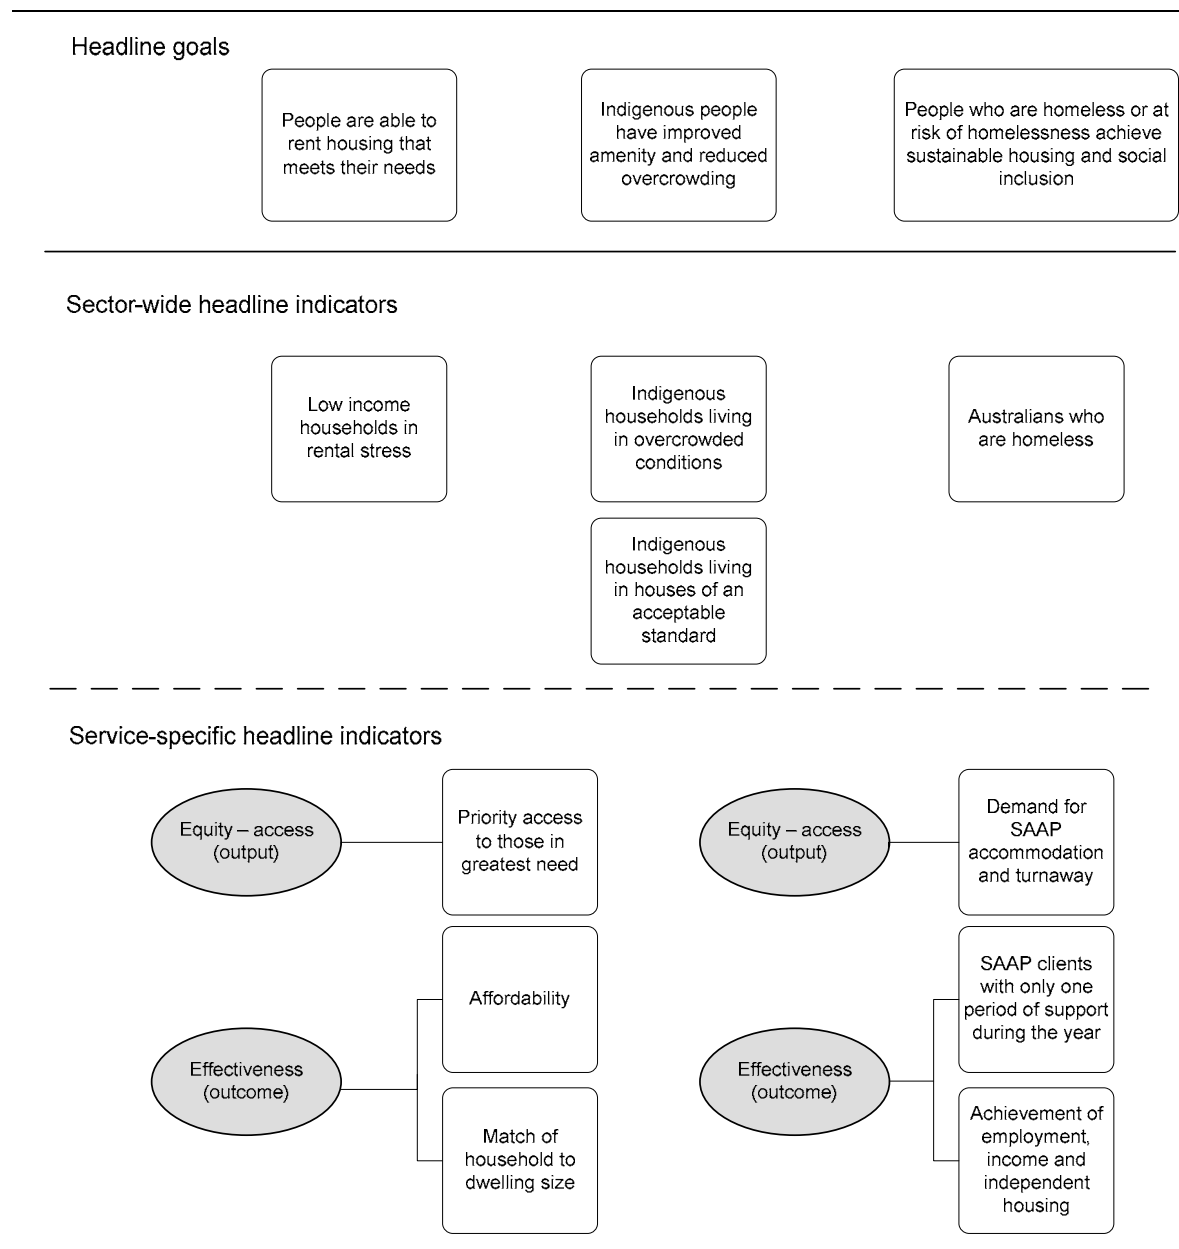 Headline goals
People are able to
rent housing that
meets their needs
Indigenous people
have improved
amenity and reduced
overcrowding
People who are homeless or at
risk of homelessness achieve
sustainable housing and social
inclusion
Sector-wide headline indicators
Low income
households in
rental stress
Indigenous
households living
in overcrowded
conditions
Australians who
are homeless
Indigenous
households living
in houses of an
acceptable
standard
Service-specific headline indicators
Equity – access
(output)
Priority access
to those in
greatest need
Affordability
Effectiveness
(outcome)
Match of
household to
dwelling size
Equity – access
(output)
Demand for
SAAP
accommodation
and turnaway
SAAP clients
with only one
period of support
during the year
Effectiveness
(outcome)
Achievement of
employment,
income and
independent
housing